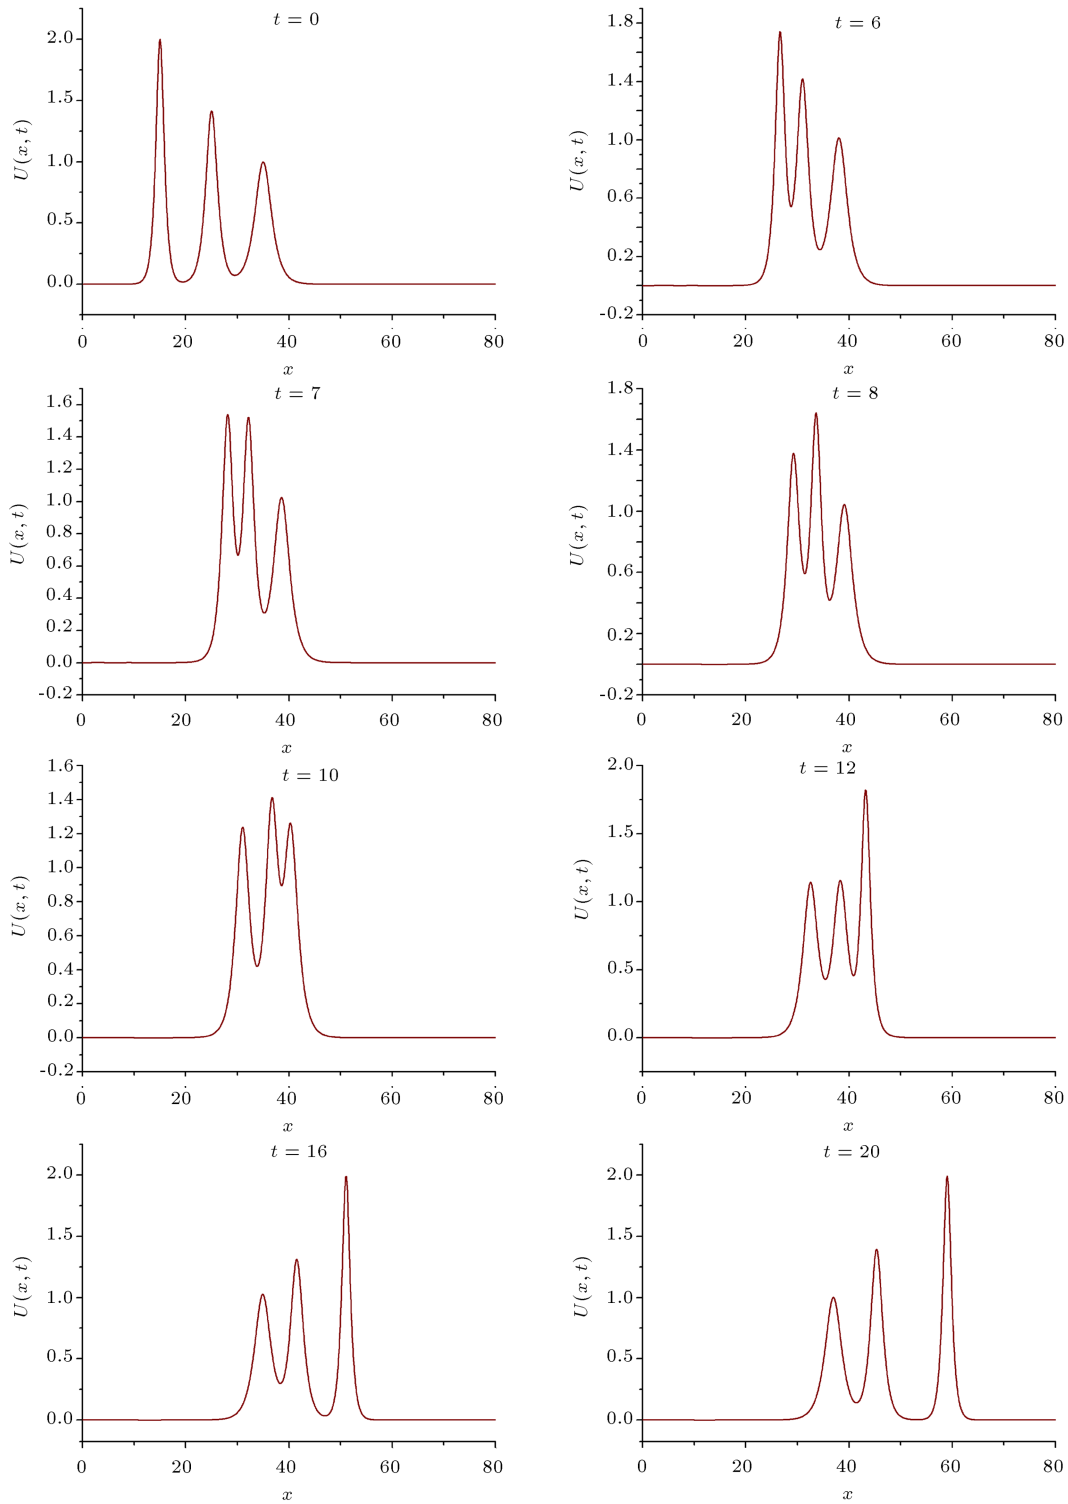 t = 0
U(x, t)
2.0
1.5
1.0
0.5
0.0
0 20 40 60 80
x
t = 6
U(x, t)
1.8
1.4
1.0
0.6
0.2
-0.2
0 20 40 60 80
x
t = 7
U(x, t)
1.6
1.4
1.2
1.0
0.8
0.6
0.4
0.2
0.0
-0.2
0 20 40 60 80
x
t = 8
U(x, t)
1.8
1.4
1.0
0.6
0.2
-0.2
0 20 40 60 80
x
t = 10
U(x, t)
1.6
1.4
1.2
1.0
0.8
0.6
0.4
0.2
0.0
-0.2
0 20 40 60 80
x
t = 12
U(x, t)
2.0
1.5
1.0
0.5
0.0
0 20 40 60 80
x
t = 16
U(x, t)
2.0
1.5
1.0
0.5
0.0
0 20 40 60 80
x
t = 20
U(x, t)
2.0
1.5
1.0
0.5
0.0
0 20 40 60 80
x